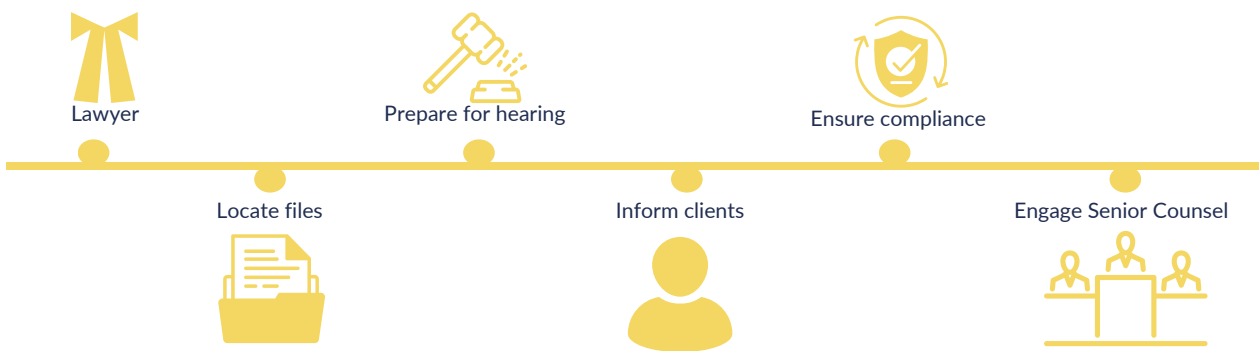 Lawyer
Prepare for hearing
Ensure compliance
Locate files
Inform clients
Engage Senior Counsel